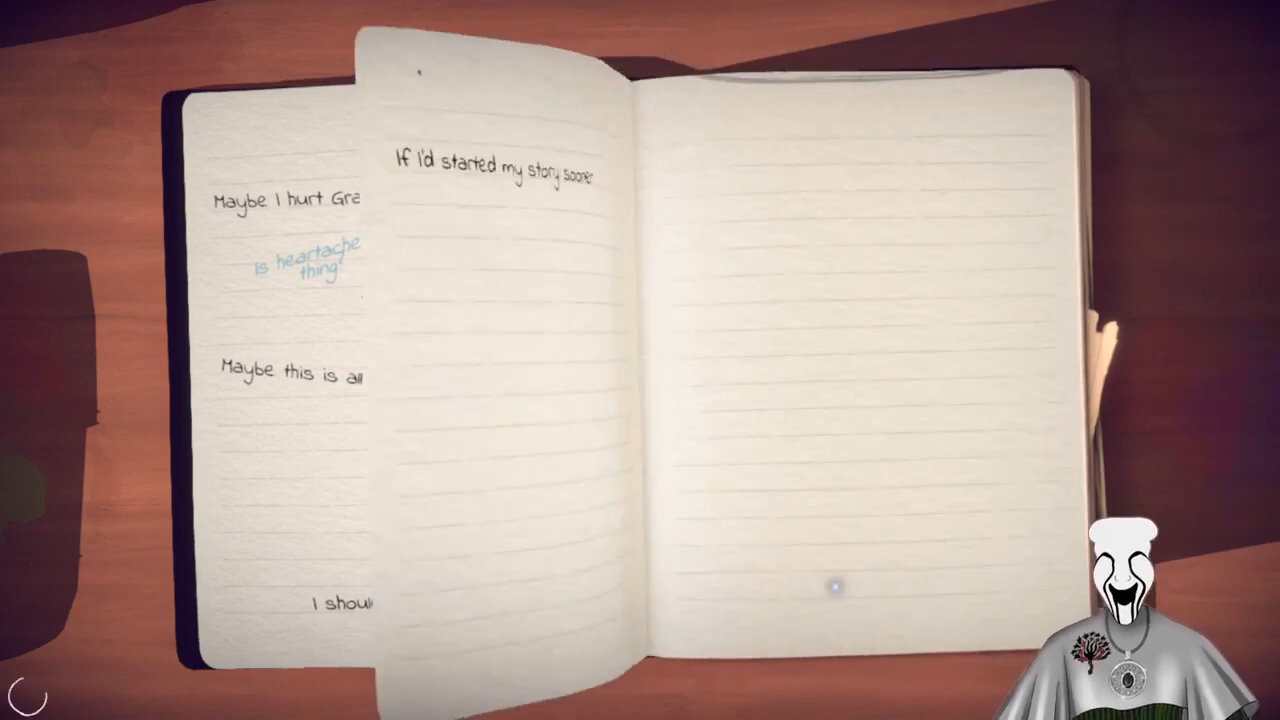 Maybe I hurt Gra
Is heartache
thing?
Maybe this is all
I shoul
If I'd started my story sooner